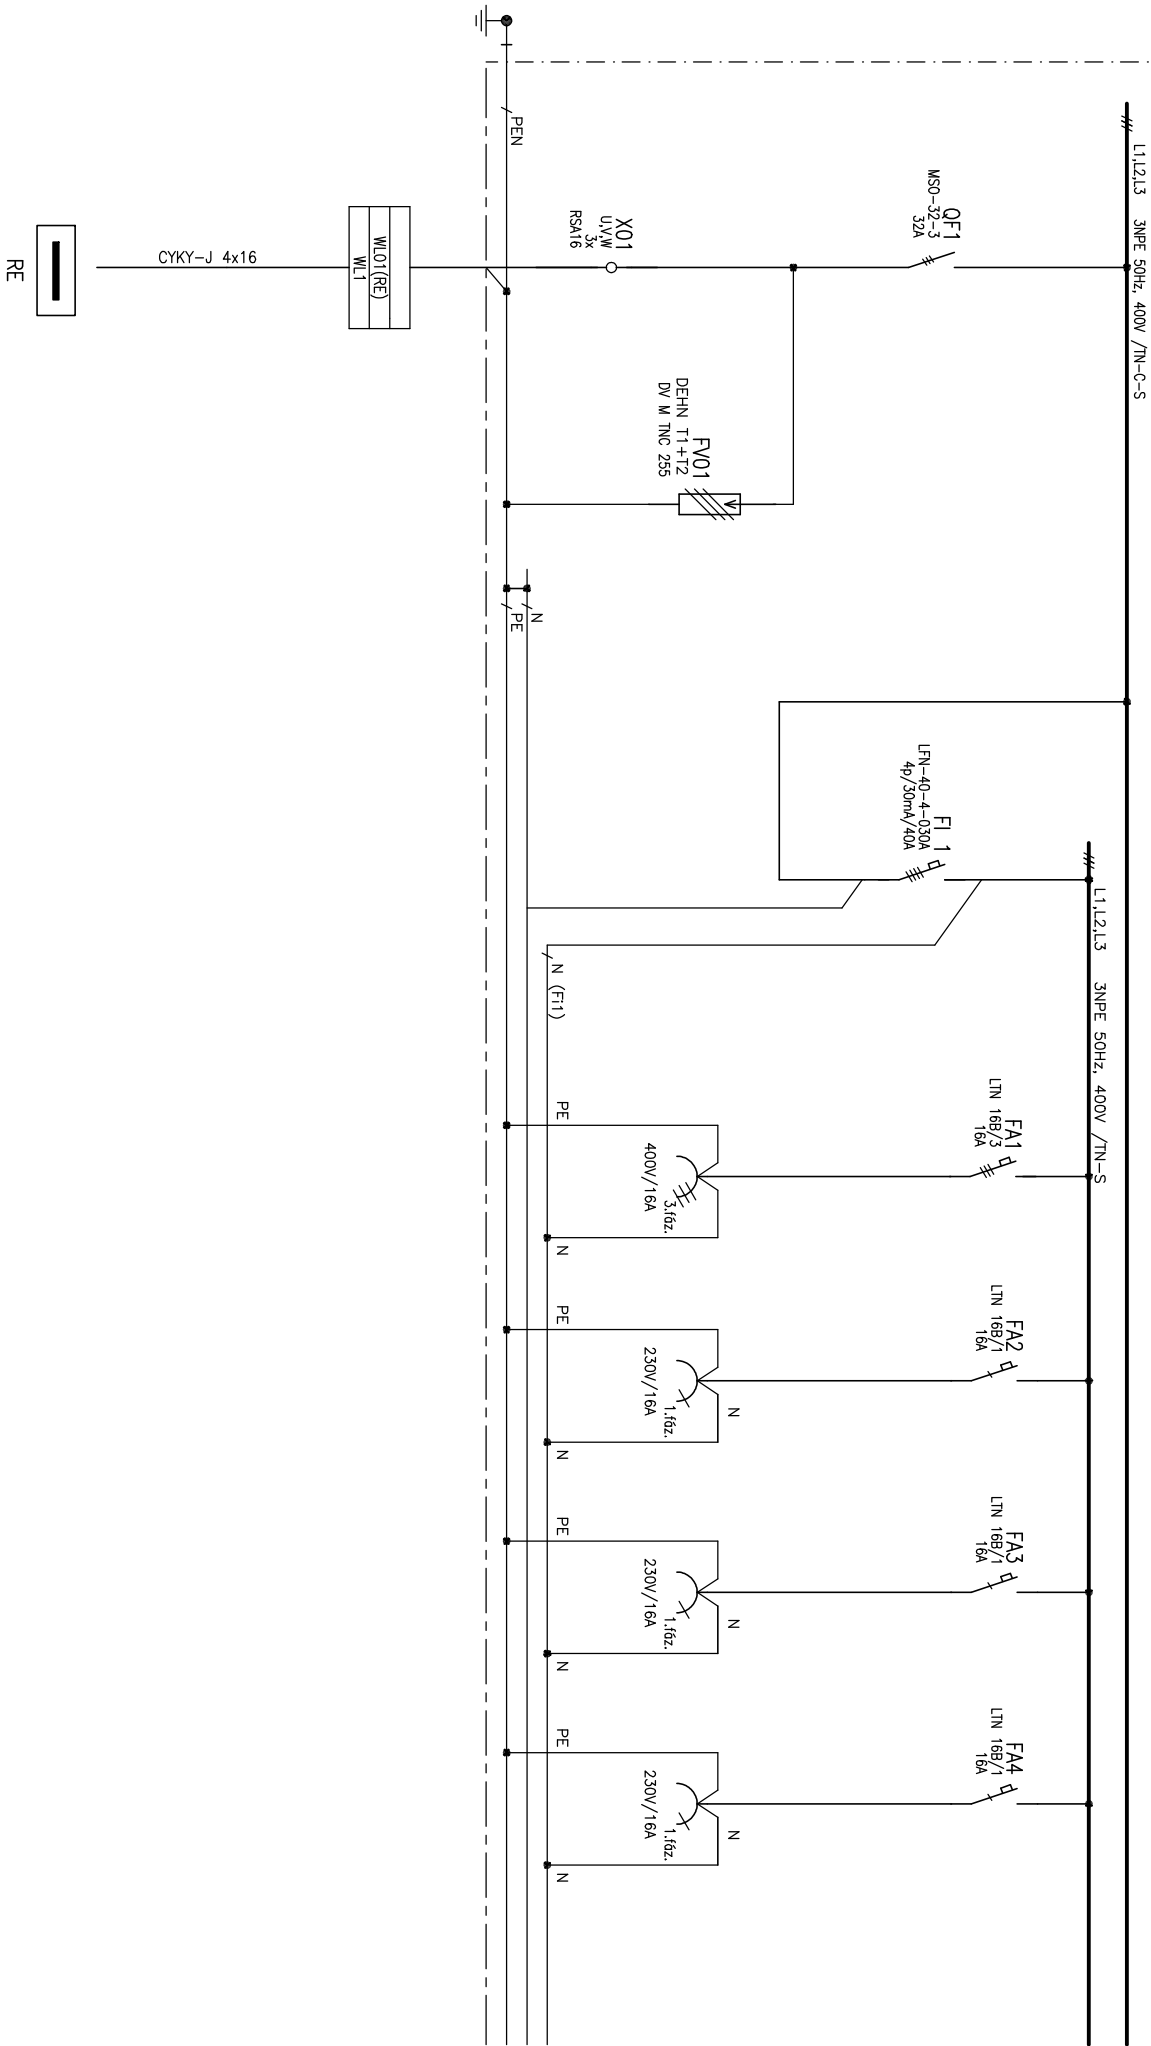 L1,L2,L3 3NPE 50Hz, 400V /TN-C-S
QF1
MSO-32-3
32A
X01
U,V,W
3x
RSA16
PEN
WL01(RE)
WL1
CYKY-J 4x16
RE
FV01
DEHN T1+T2
DV M TNC 255
N
PE
FI 1
LFN-40-4-030A
4p/30mA/40A
L1,L2,L3 3NPE 50Hz, 400V /TN-S
N (Fi1)
FA1
LTN 16B/3
16A
PE
3.fáz.
400V/16A
N
FA2
LTN 16B/1
16A
PE
1.fáz.
230V/16A
N
N
FA3
LTN 16B/1
16A
PE
1.fáz.
230V/16A
N
N
FA4
LTN 16B/1
16A
PE
1.fáz.
230V/16A
N
N